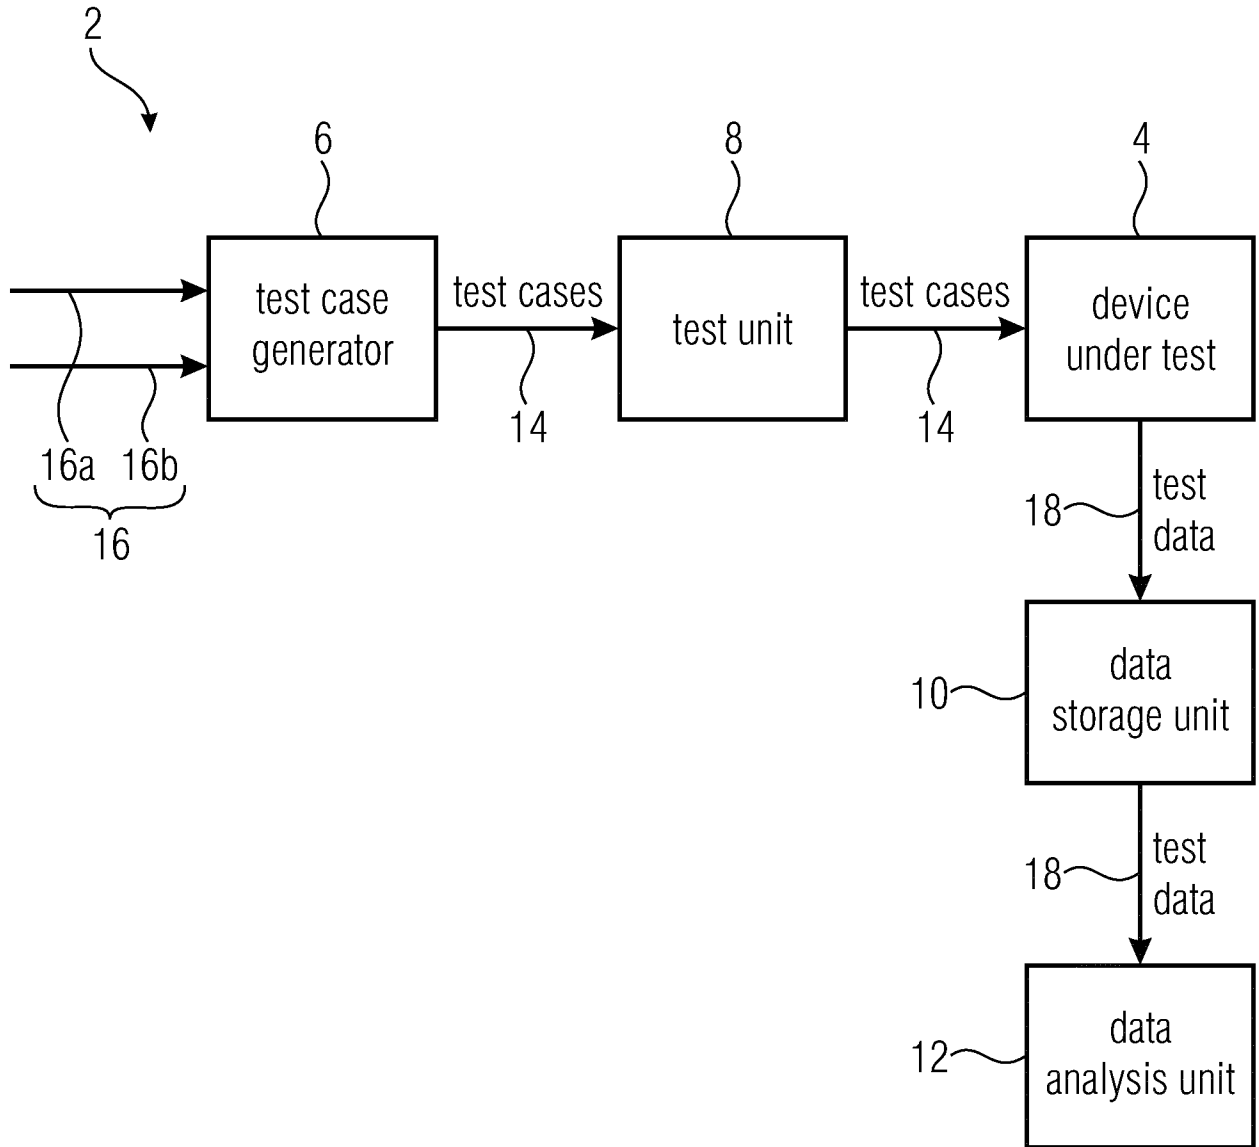 2
6
8
4
test case
generator
test cases
test unit
test cases
device
under test
14
14
16a
16b
16
18
test
data
10
data
storage unit
18
test
data
12
data
analysis unit